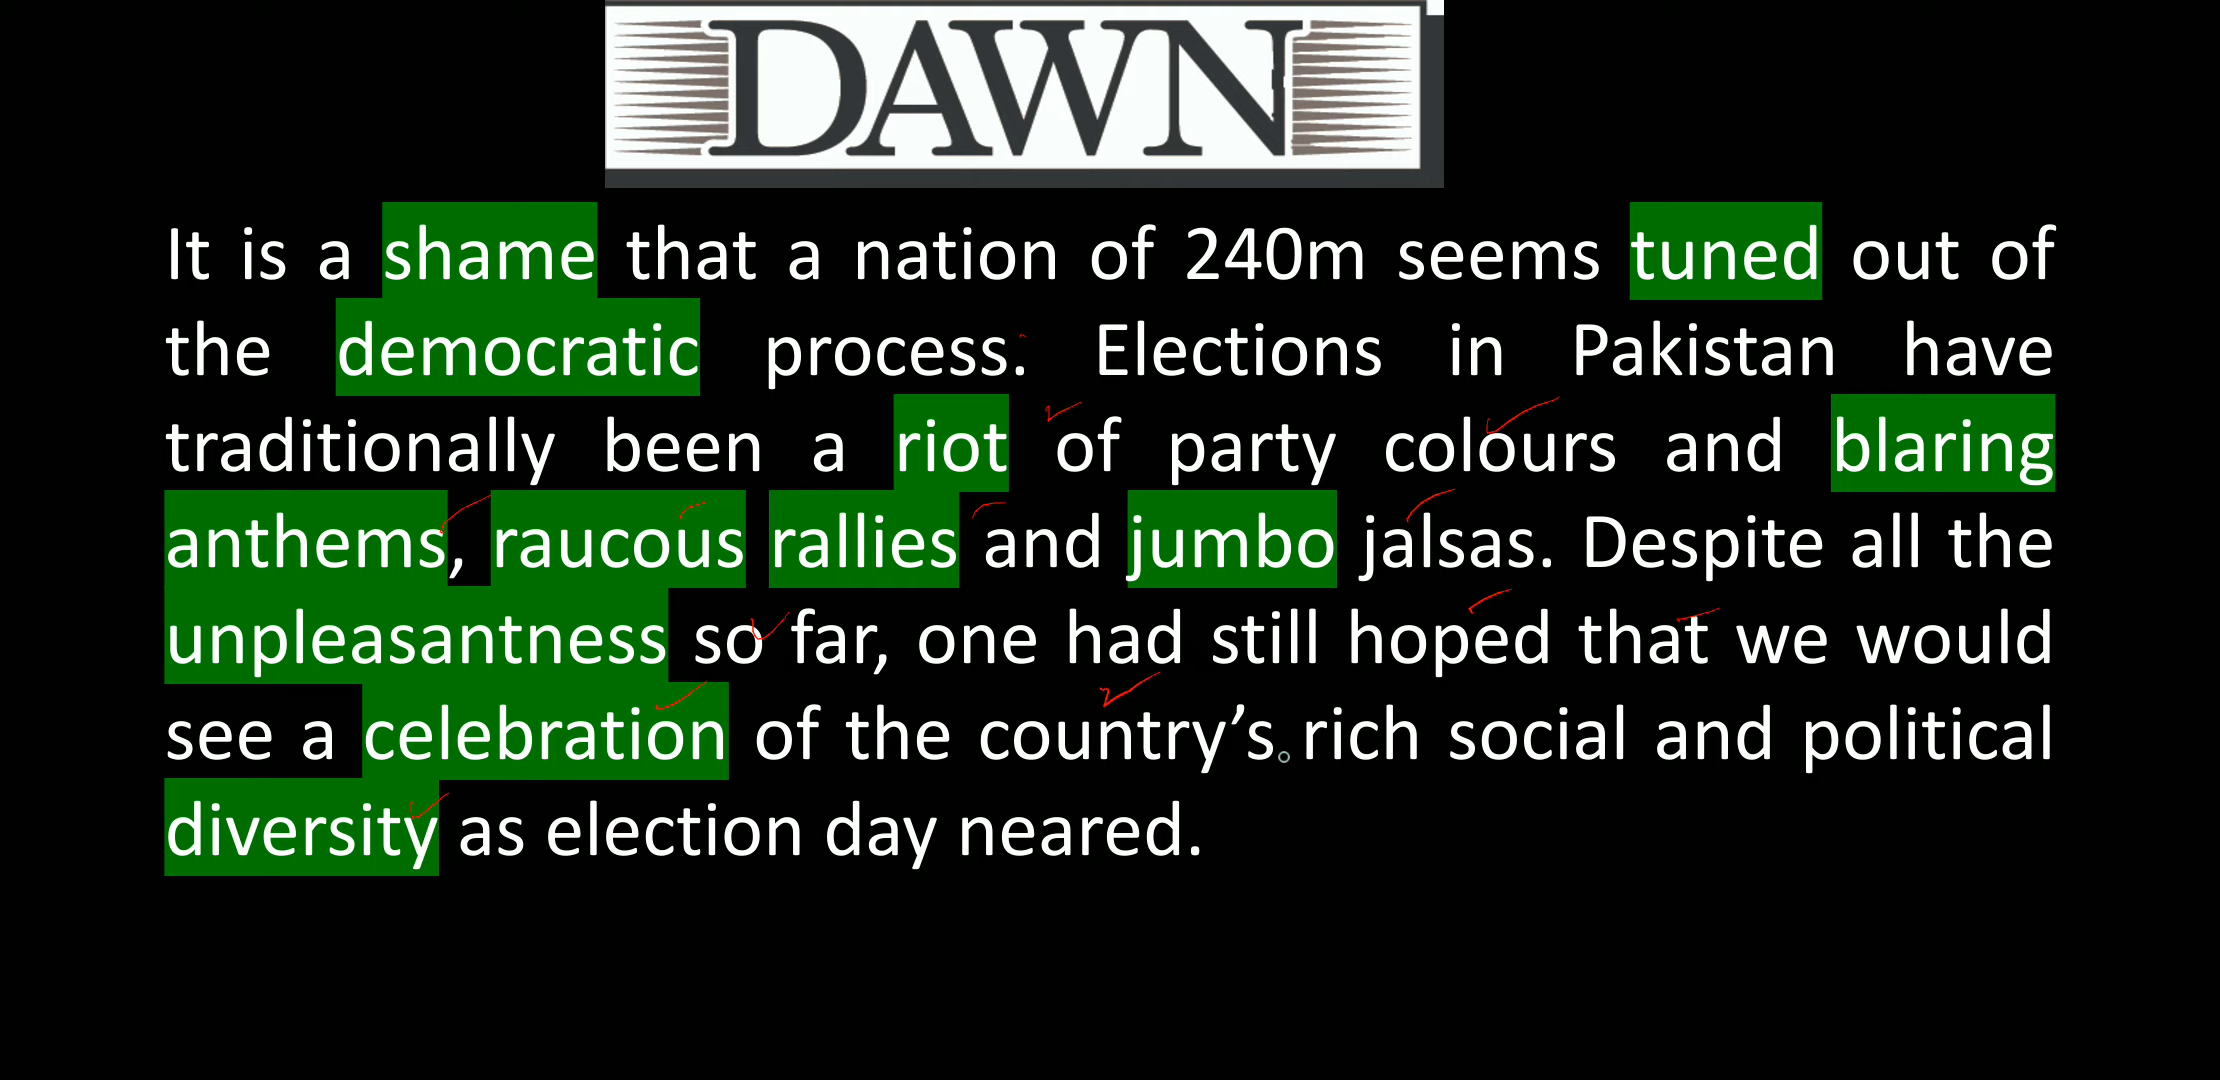 DAWN
It is a shame that a nation of 240m seems tuned out of
the democratic process. Elections in Pakistan have
traditionally been a riot of party colours and blaring
anthems, raucous rallies and jumbo jalsas. Despite all the
unpleasantness so far, one had still hoped that we would
see a celebration of the country’s rich social and political
diversity as election day neared.